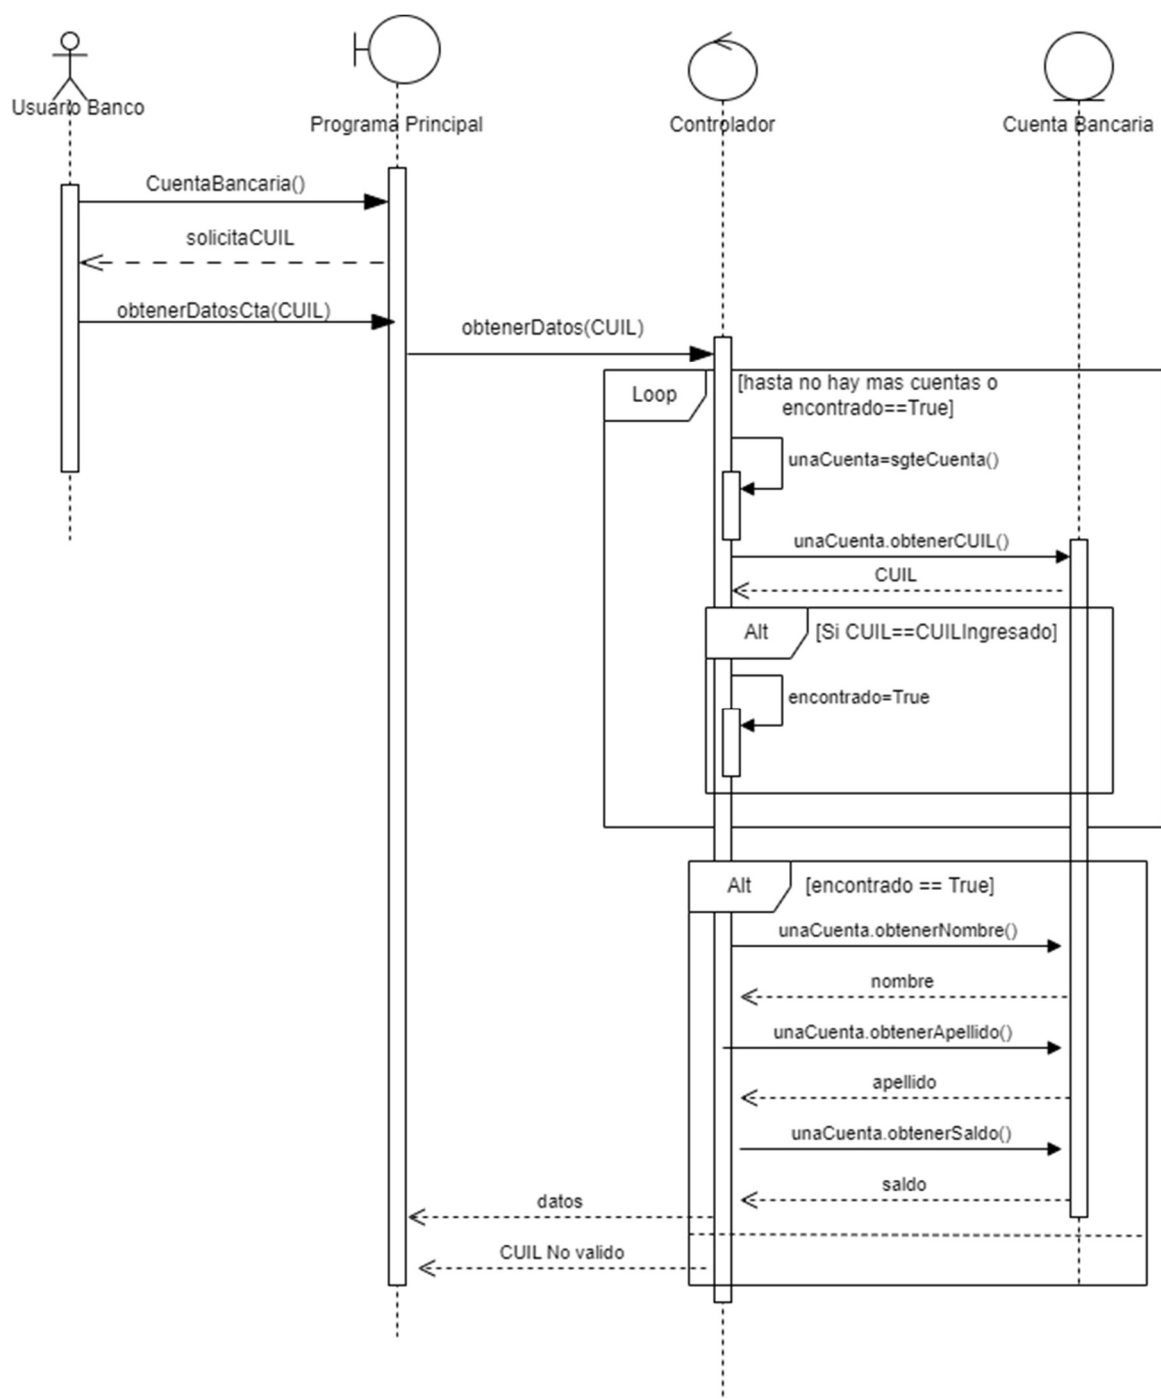 Usuario Banco
Programa Principal
Controlador
Cuenta Bancaria
CuentaBancaria()
solicitaCUIL
obtenerDatosCta(CUIL)
obtenerDatos(CUIL)
Loop
[hasta no hay mas cuentas o
encontrado==True]
unaCuenta=sgteCuenta()
unaCuenta.obtenerCUIL()
CUIL
Alt
[Si CUIL==CUILIngresado]
encontrado=True
Alt
[encontrado == True]
unaCuenta.obtenerNombre()
nombre
unaCuenta.obtenerApellido()
apellido
unaCuenta.obtenerSaldo()
saldo
datos
CUIL No valido